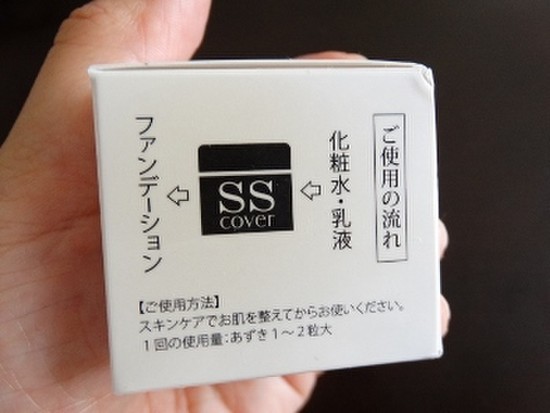 ご使用の流れ
化粧水・乳液
SS
cover
ファンデーション
【ご使用方法】
スキンケアでお肌を整えてからお使いください。
1回の使用量:あずき1〜2粒大